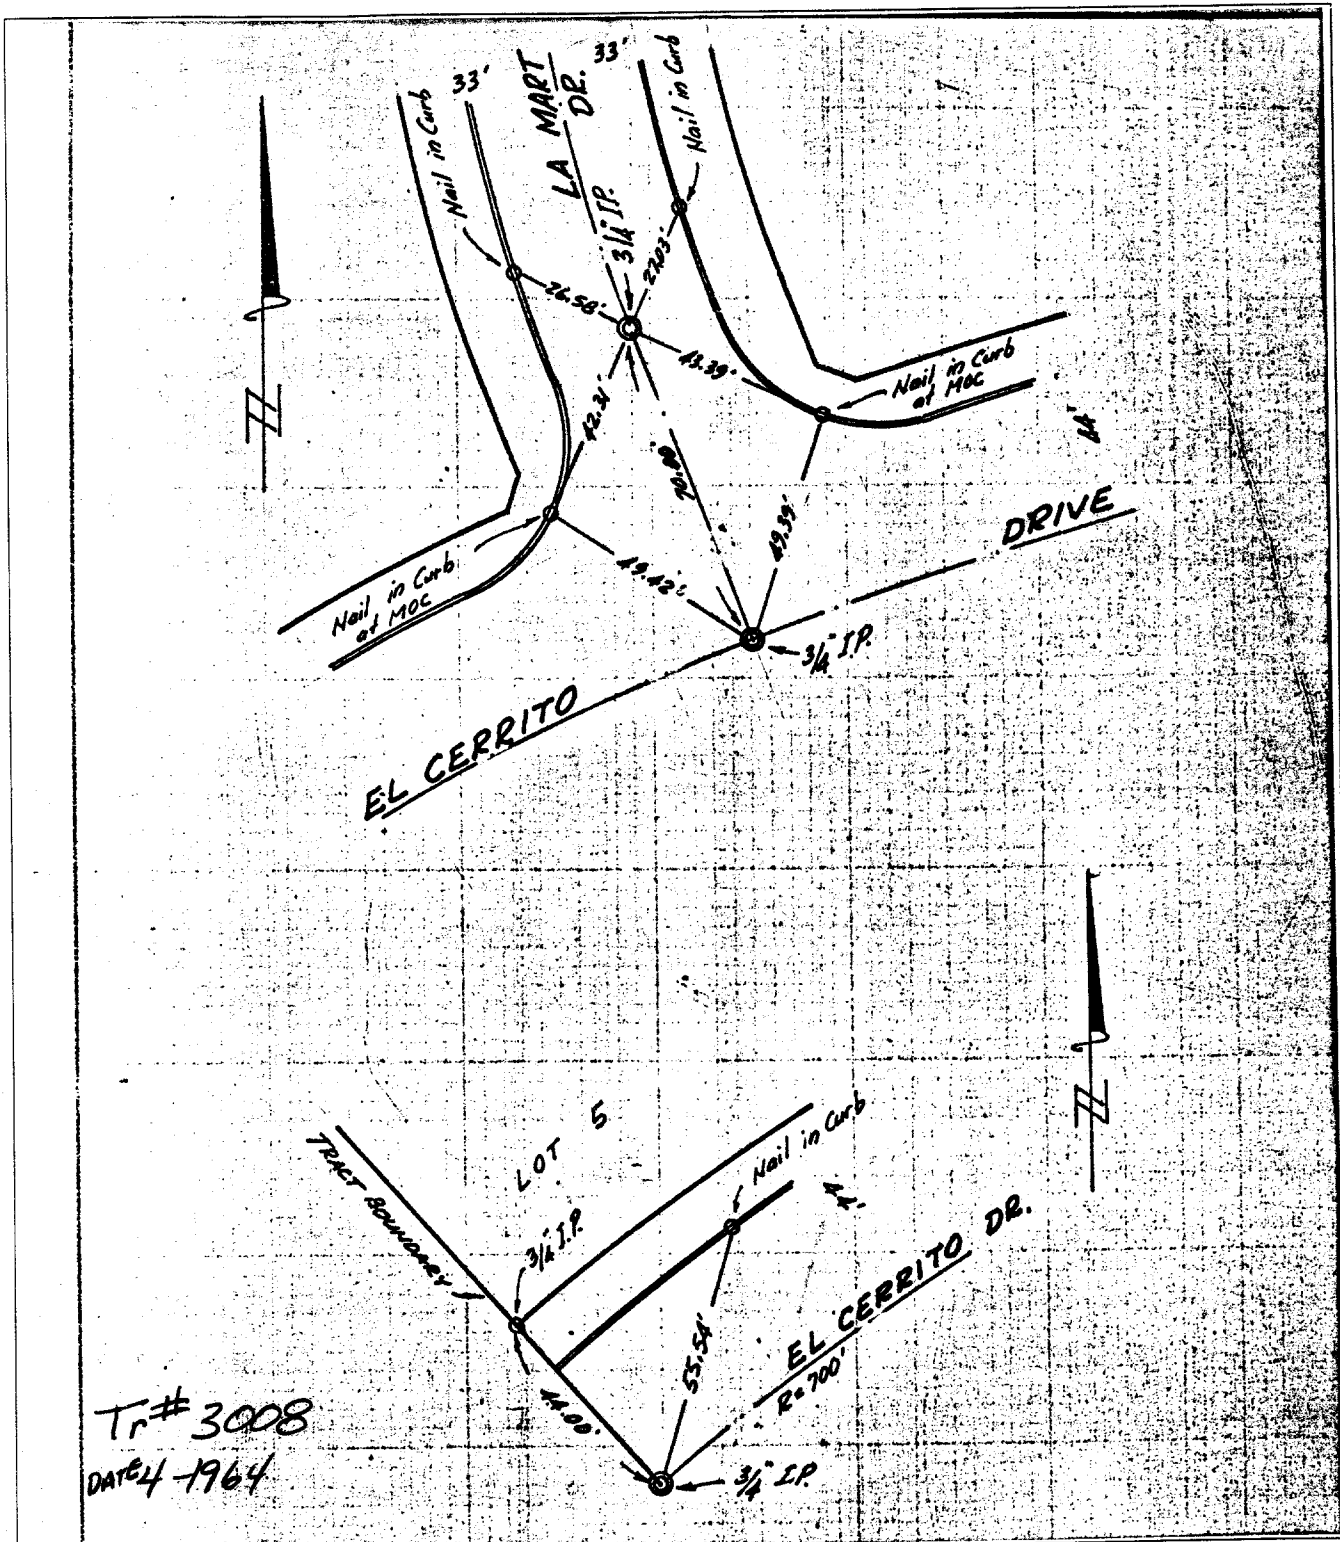 33'
LA MART
DR.
33'
Nail in Curb
Nail in Curb
3/4" I.P.
27.03'
26.58'
43.39'
Nail in Curb
at MOC
42.31'
44'
49.39'
DRIVE
49.42'
Nail in Curb
at MOC
3/4" I.P.
EL CERRITO
LOT 5
Nail in Curb
TRACT BOUNDARY
44'
3/4" I.P.
EL CERRITO DR.
R=700'
55.54'
44.00'
3/4" I.P.
Tr# 3008
DATE 4-1964